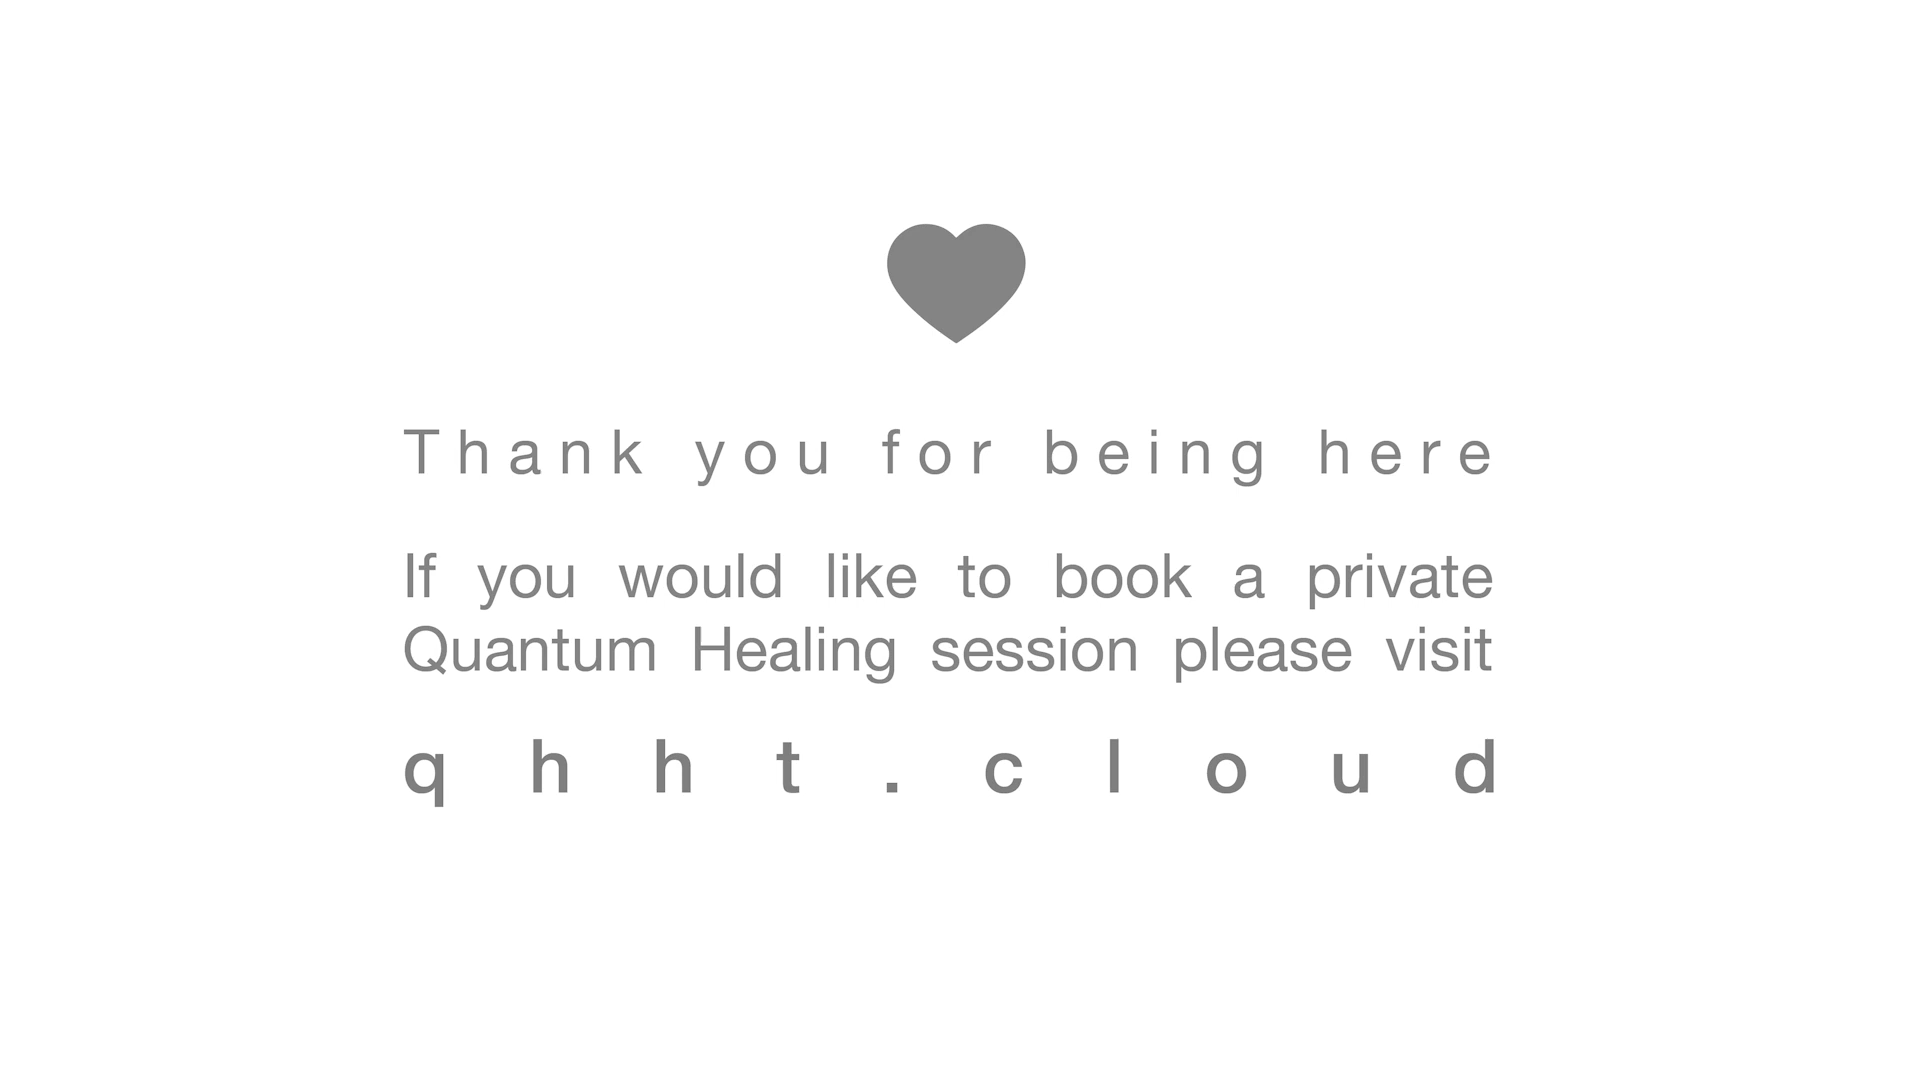 Thank you for being here
If you would like to book a private
Quantum Healing session please visit
qhht.cloud